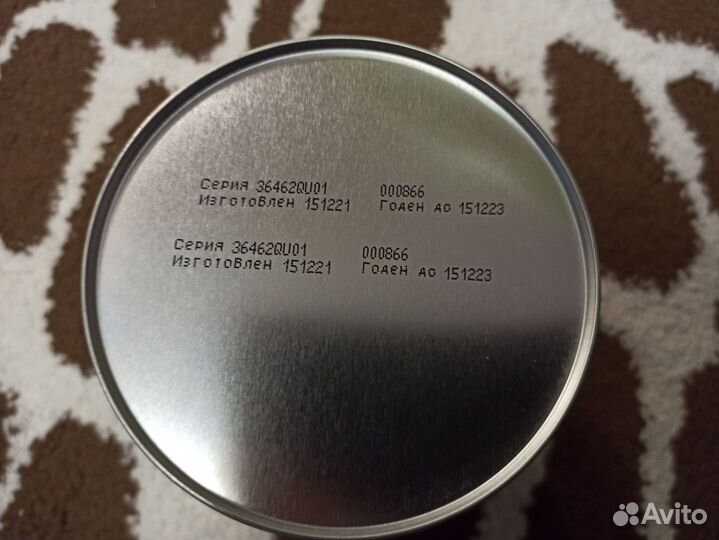 Серия 36462QU01 000866
Изготовлен 151221 Годен до 151223
Серия 36462QU01 000866
Изготовлен 151221 Годен до 151223
Avito